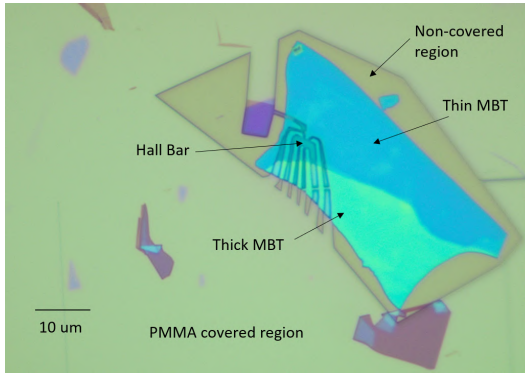 Non-covered
region
Thin MBT
Hall Bar
Thick MBT
10 um
PMMA covered region